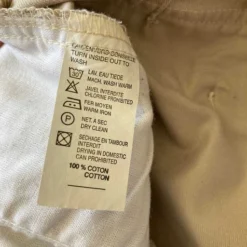 TURN INSIDE OUT TO
WASH
30°
LAV. EAU TIEDE
MACH. WASH WARM
JAVEL INTERDITE
CHLORINE PROHIBITED
FER MOYEN
WARM IRON
NET. A SEC
DRY CLEAN
SECHAGE EN TAMBOUR
INTERDIT
DRYING IN DOMESTIC
CAN PROHIBITED
100 % COTON
COTTON